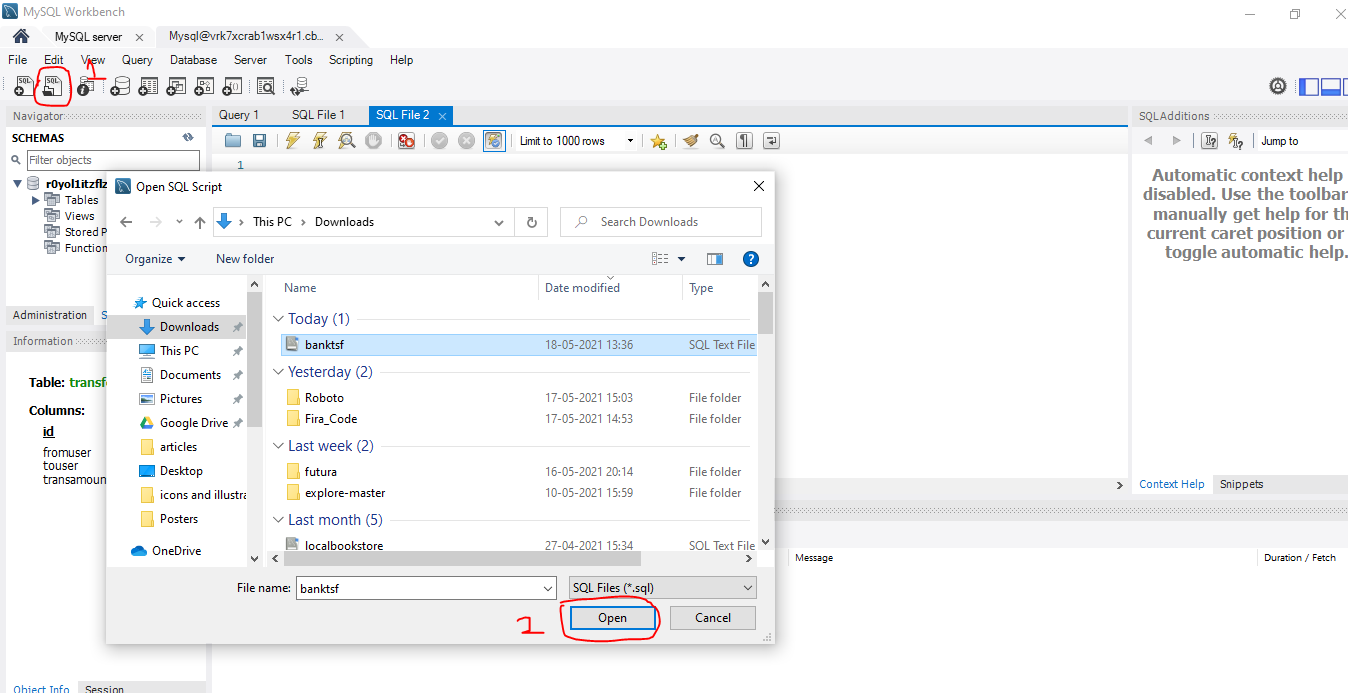 MySQL Workbench
MySQL server
Mysql@vrk7xcrab1wsx4r1.cb...
File Edit View Query Database Server Tools Scripting Help
1
Navigator
Query 1 SQL File 1 SQL File 2
SQLAdditions
SCHEMAS
Limit to 1000 rows
Jump to
Filter objects
1
r0yol1itzflz
Tables
Views
Stored P
Function
Automatic context help
disabled. Use the toolbar
manually get help for th
current caret position or
toggle automatic help.
Open SQL Script
This PC Downloads
Search Downloads
Organize New folder
Name Date modified Type
Quick access
Downloads
This PC
Documents
Pictures
Google Drive
articles
Desktop
icons and illustra
Posters
OneDrive
Today (1)
banktsf 18-05-2021 13:36 SQL Text File
Yesterday (2)
Roboto 17-05-2021 15:03 File folder
Fira_Code 17-05-2021 14:53 File folder
Last week (2)
futura 16-05-2021 20:14 File folder
explore-master 10-05-2021 15:59 File folder
Last month (5)
localbookstore 27-04-2021 15:34 SQL Text File
File name: banktsf SQL Files (*.sql)
2 Open Cancel
Administration S
Information
Table: transf
Columns:
id
fromuser
touser
transamoun
Context Help Snippets
Message Duration / Fetch
Object Info Session